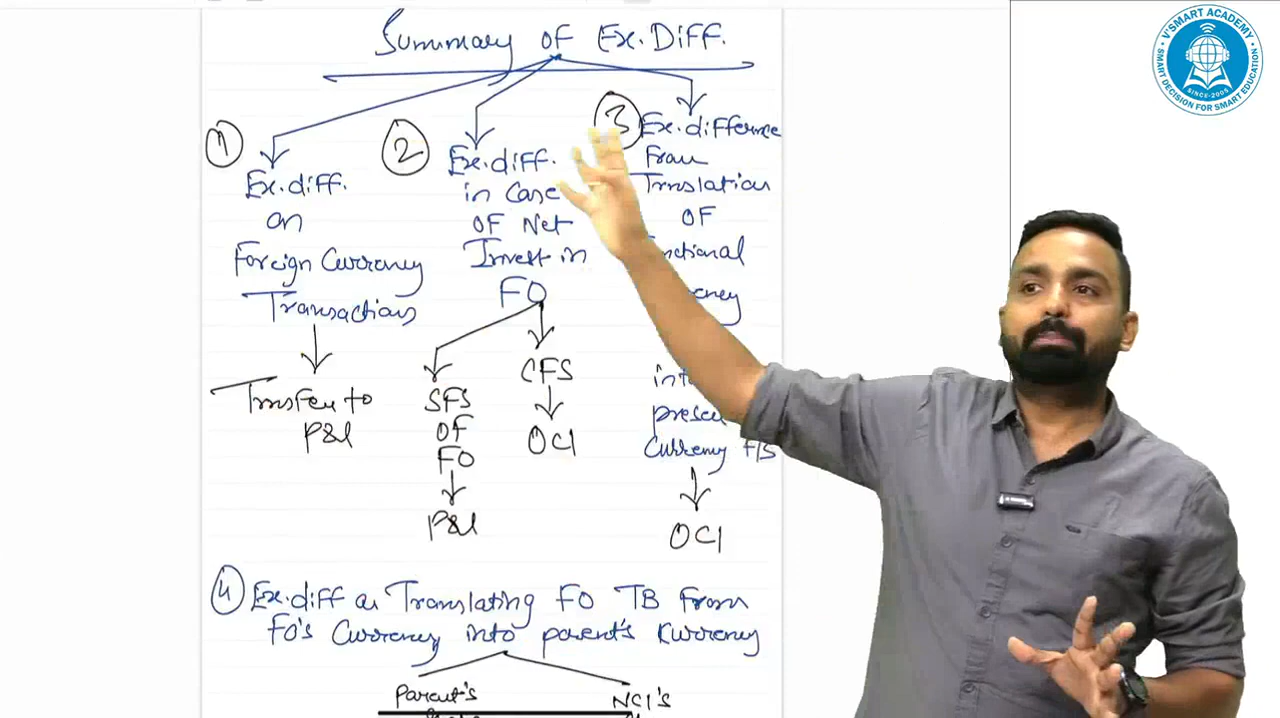 Summary of Ex. Diff.
① Ex. diff.
on
Foreign Currency
Transactions
Transfer to
P&L
② Ex. diff.
in Case
OF Net
Invest in
FO
SFS
OF
FO
P&L
CFS
OCI
③ Ex. difference
From
Translation
OF
Currency F/S
OCI
④ Ex. diff on Translating FO TB From
FO's Currency into parent's Kurrency
Parent's
NCI's
V'SMART ACADEMY
SMART DECISION FOR SMART EDUCATION
SINCE-2005